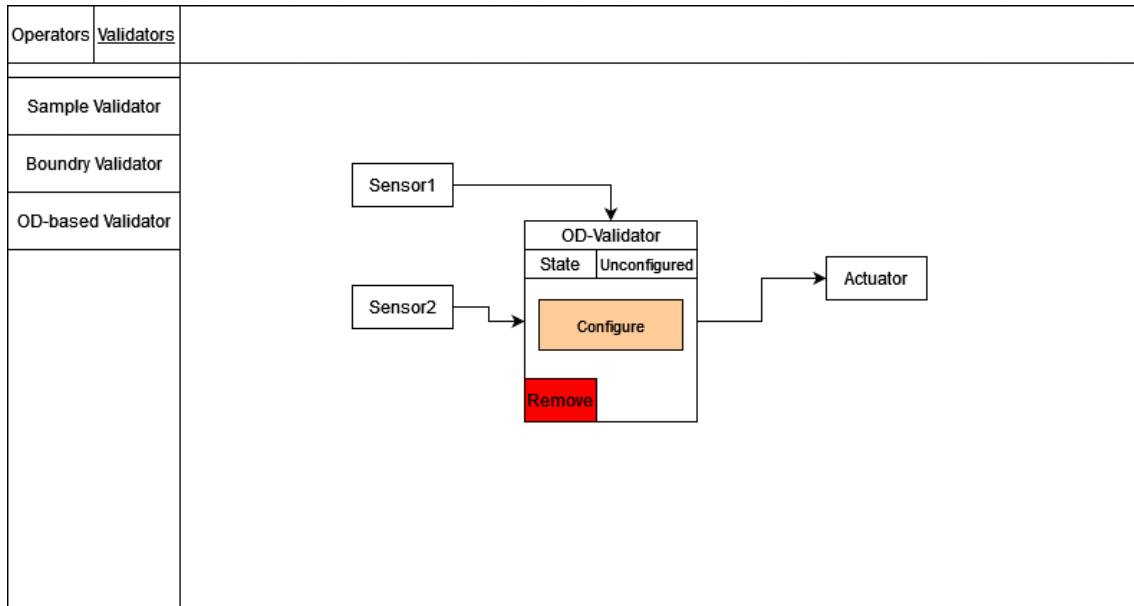 Operators
Validators
Sample Validator
Boundry Validator
OD-based Validator
Sensor1
OD-Validator
State
Unconfigured
Actuator
Sensor2
Configure
Remove